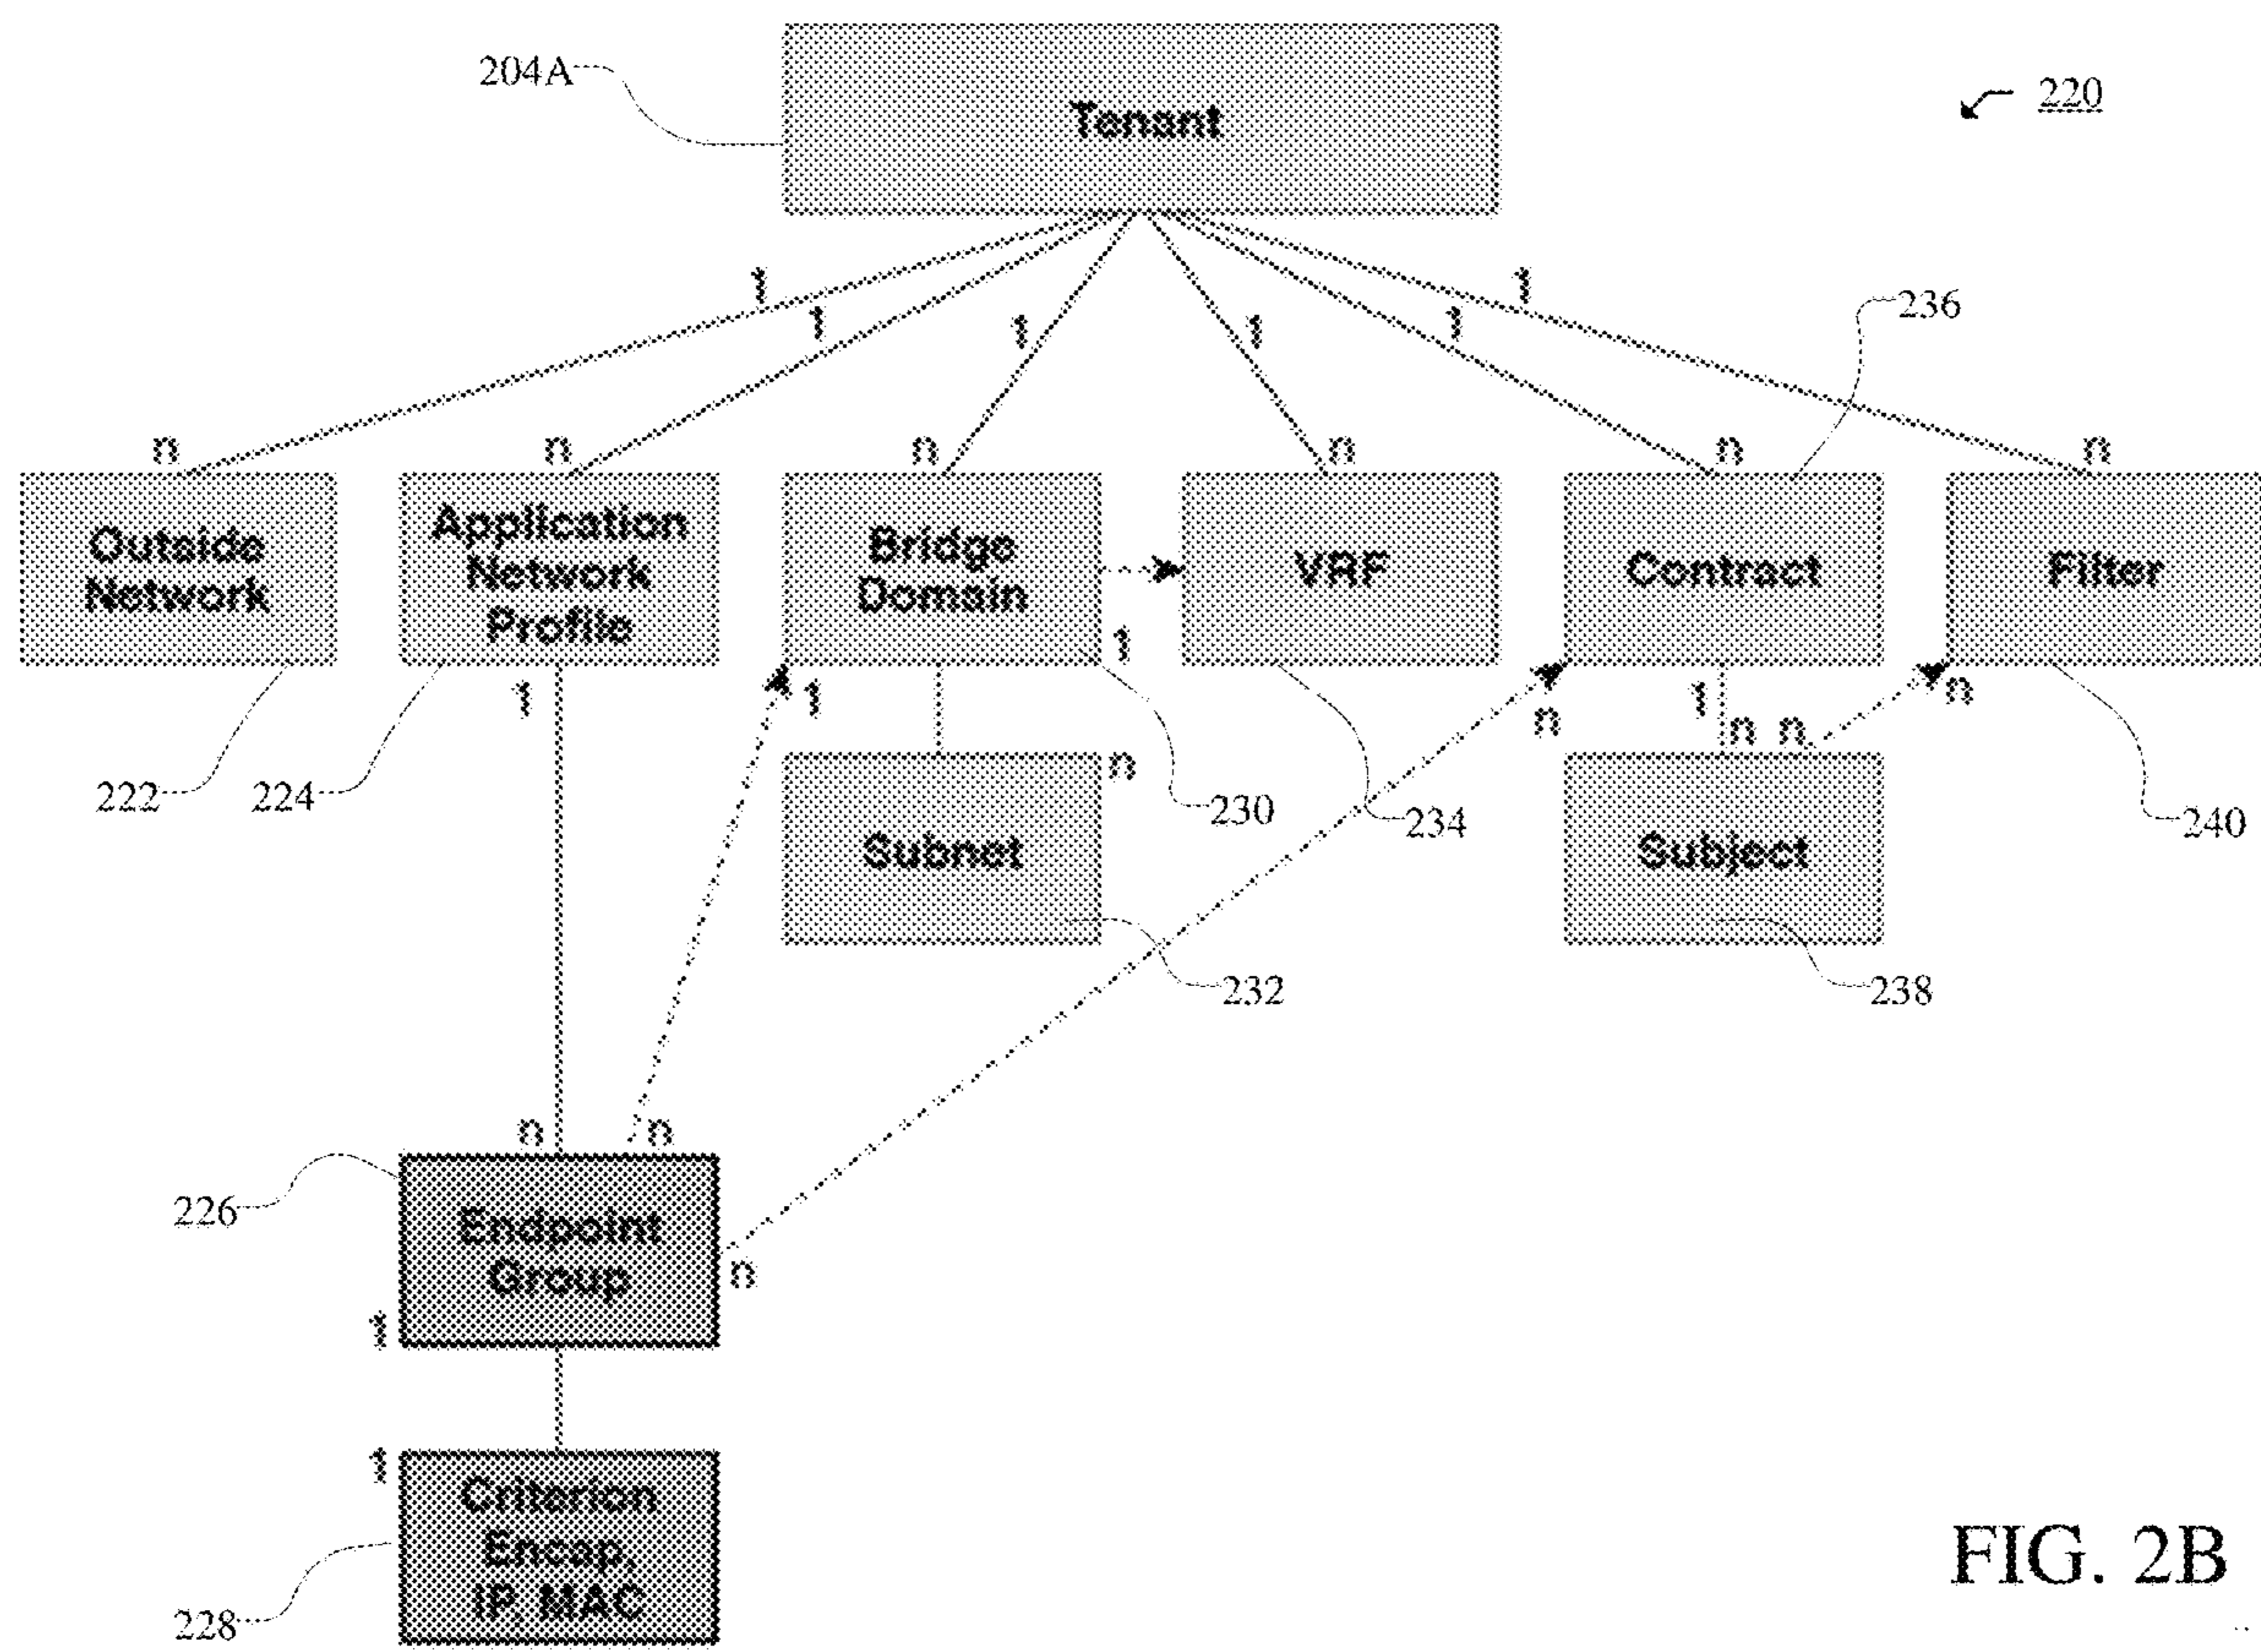 204A
Tenant
220
1
1
1
1
1
1
236
n
n
n
n
n
n
Outside
Network
Application
Network
Profile
Bridge
Domain
VRF
Contract
Filter
1
1
1
n
1
n
n
n
n
222
224
230
234
240
Subnet
Subject
232
238
n
n
226
Endpoint
Group
n
1
1
Criterion
Encap,
IP, MAC
228
FIG. 2B